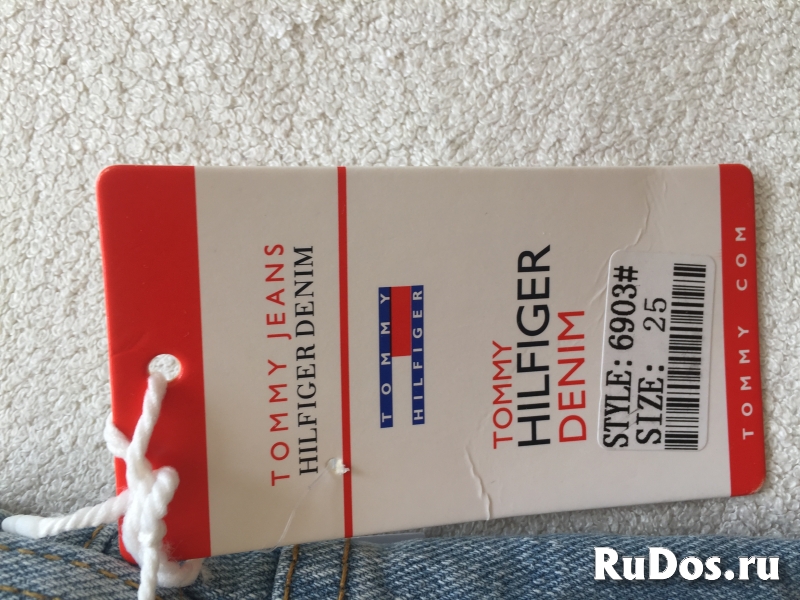 TOMMY JEANS
HILFIGER DENIM
TOMMY
HILFIGER
TOMMY
HILFIGER
DENIM
STYLE: 6903#
SIZE: 25
TOMMY COM
RuDos.ru